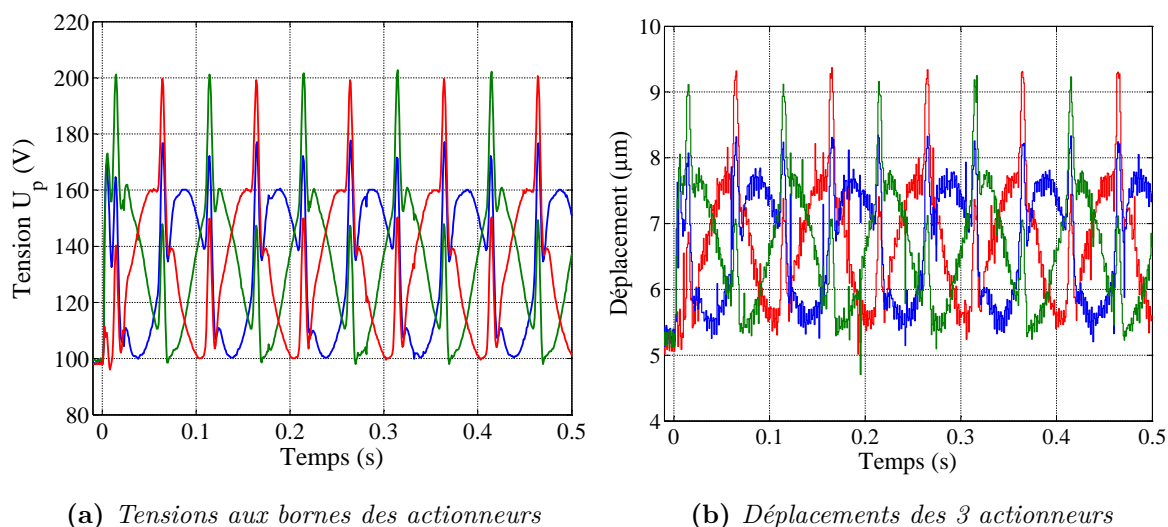 220
200
180
160
140
120
100
80
Tension U_p (V)
0 0.1 0.2 0.3 0.4 0.5
Temps (s)
10
9
8
7
6
5
4
Déplacement (μm)
0 0.1 0.2 0.3 0.4 0.5
Temps (s)
(a) Tensions aux bornes des actionneurs
(b) Déplacements des 3 actionneurs